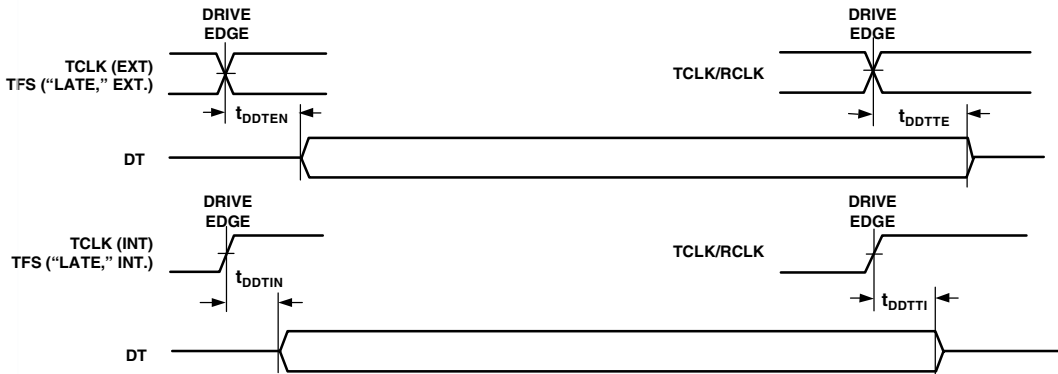 DRIVE
EDGE
DRIVE
EDGE
TCLK (EXT)
TFS ("LATE," EXT.)
TCLK/RCLK
tDDTEN
tDDTTE
DT
DRIVE
EDGE
DRIVE
EDGE
TCLK (INT)
TFS ("LATE," INT.)
TCLK/RCLK
tDDTIN
tDDTTI
DT